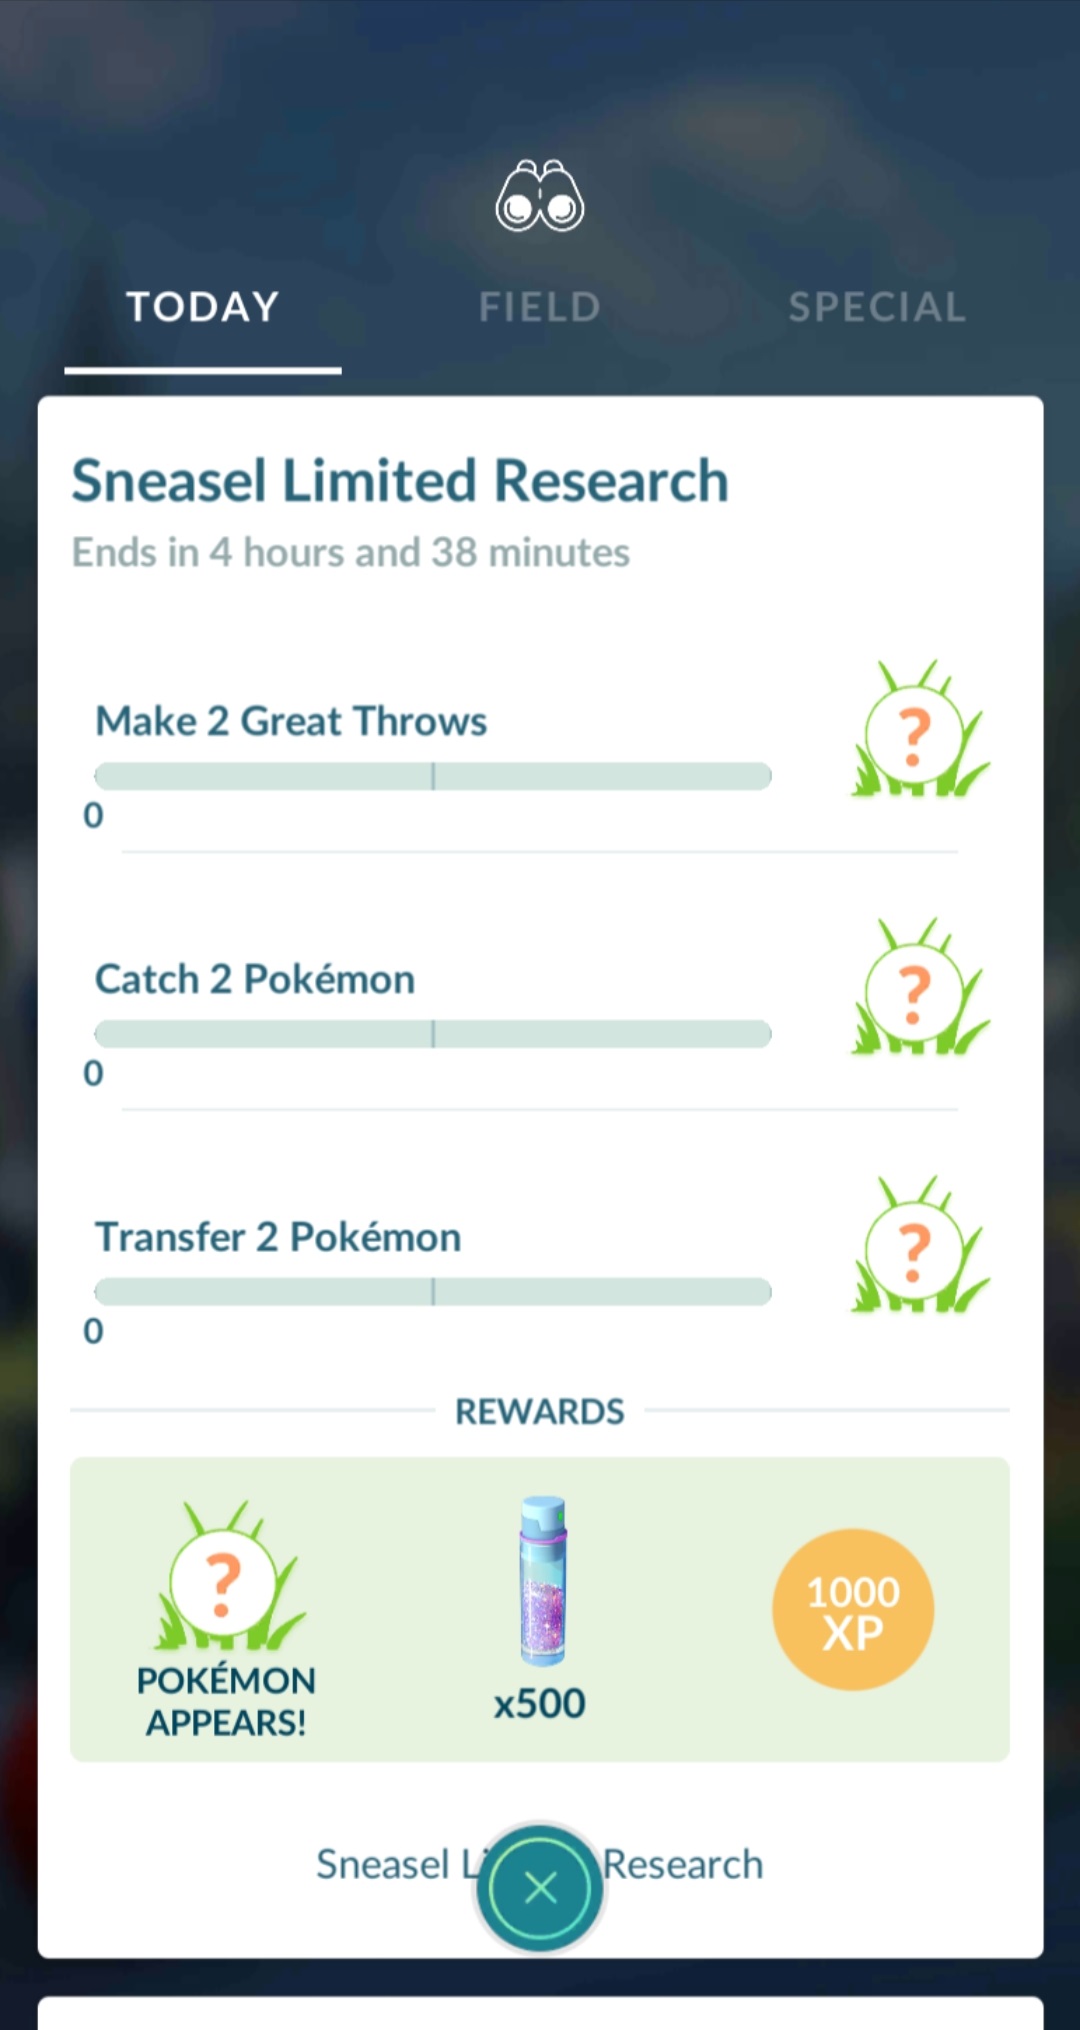 TODAY
FIELD
SPECIAL
Sneasel Limited Research
Ends in 4 hours and 38 minutes
Make 2 Great Throws
?
0
Catch 2 Pokémon
?
0
Transfer 2 Pokémon
?
0
REWARDS
?
POKÉMON
APPEARS!
x500
1000
XP
Sneasel Li Research